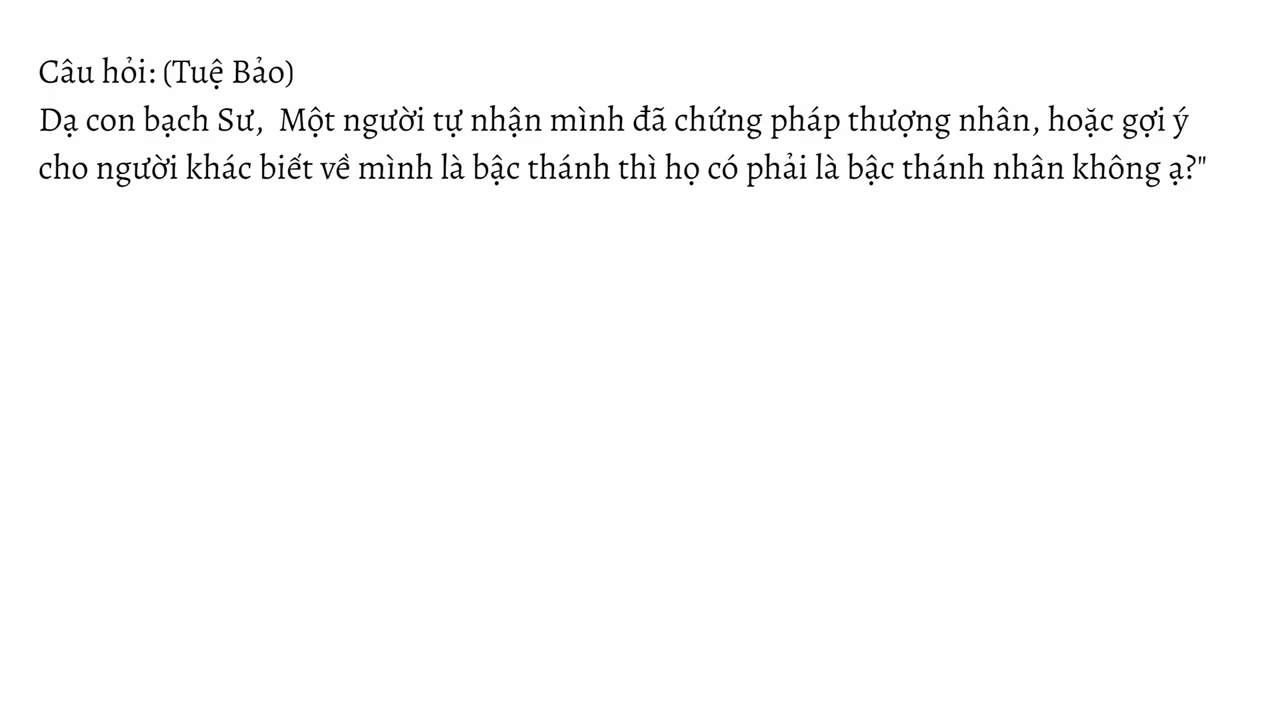 Câu hỏi: (Tuệ Bảo)
Dạ con bạch Sư,  Một người tự nhận mình đã chứng pháp thượng nhân, hoặc gợi ý
cho người khác biết về mình là bậc thánh thì họ có phải là bậc thánh nhân không ạ?"